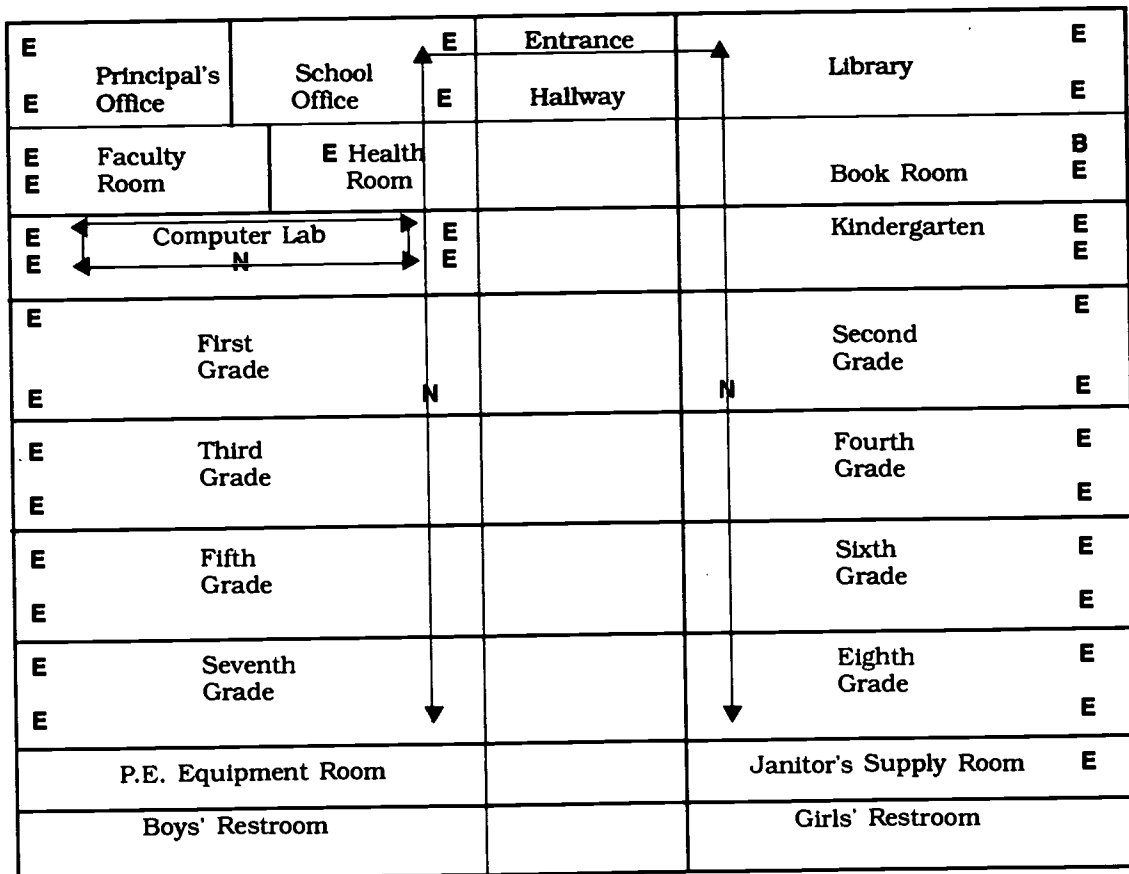 E
E
Entrance
E
Principal's
Office
School
Office
Library
E
E
Hallway
E
E
E
Faculty
Room
E Health
Room
Book Room
B
E
E
E
Computer Lab
N
E
E
Kindergarten
E
E
E
First
Grade
E
N
Second
Grade
E
N
E
E
Third
Grade
E
Fourth
Grade
E
E
E
Fifth
Grade
E
Sixth
Grade
E
E
E
Seventh
Grade
E
Eighth
Grade
E
E
P.E. Equipment Room
Janitor's Supply Room
E
Boys' Restroom
Girls' Restroom